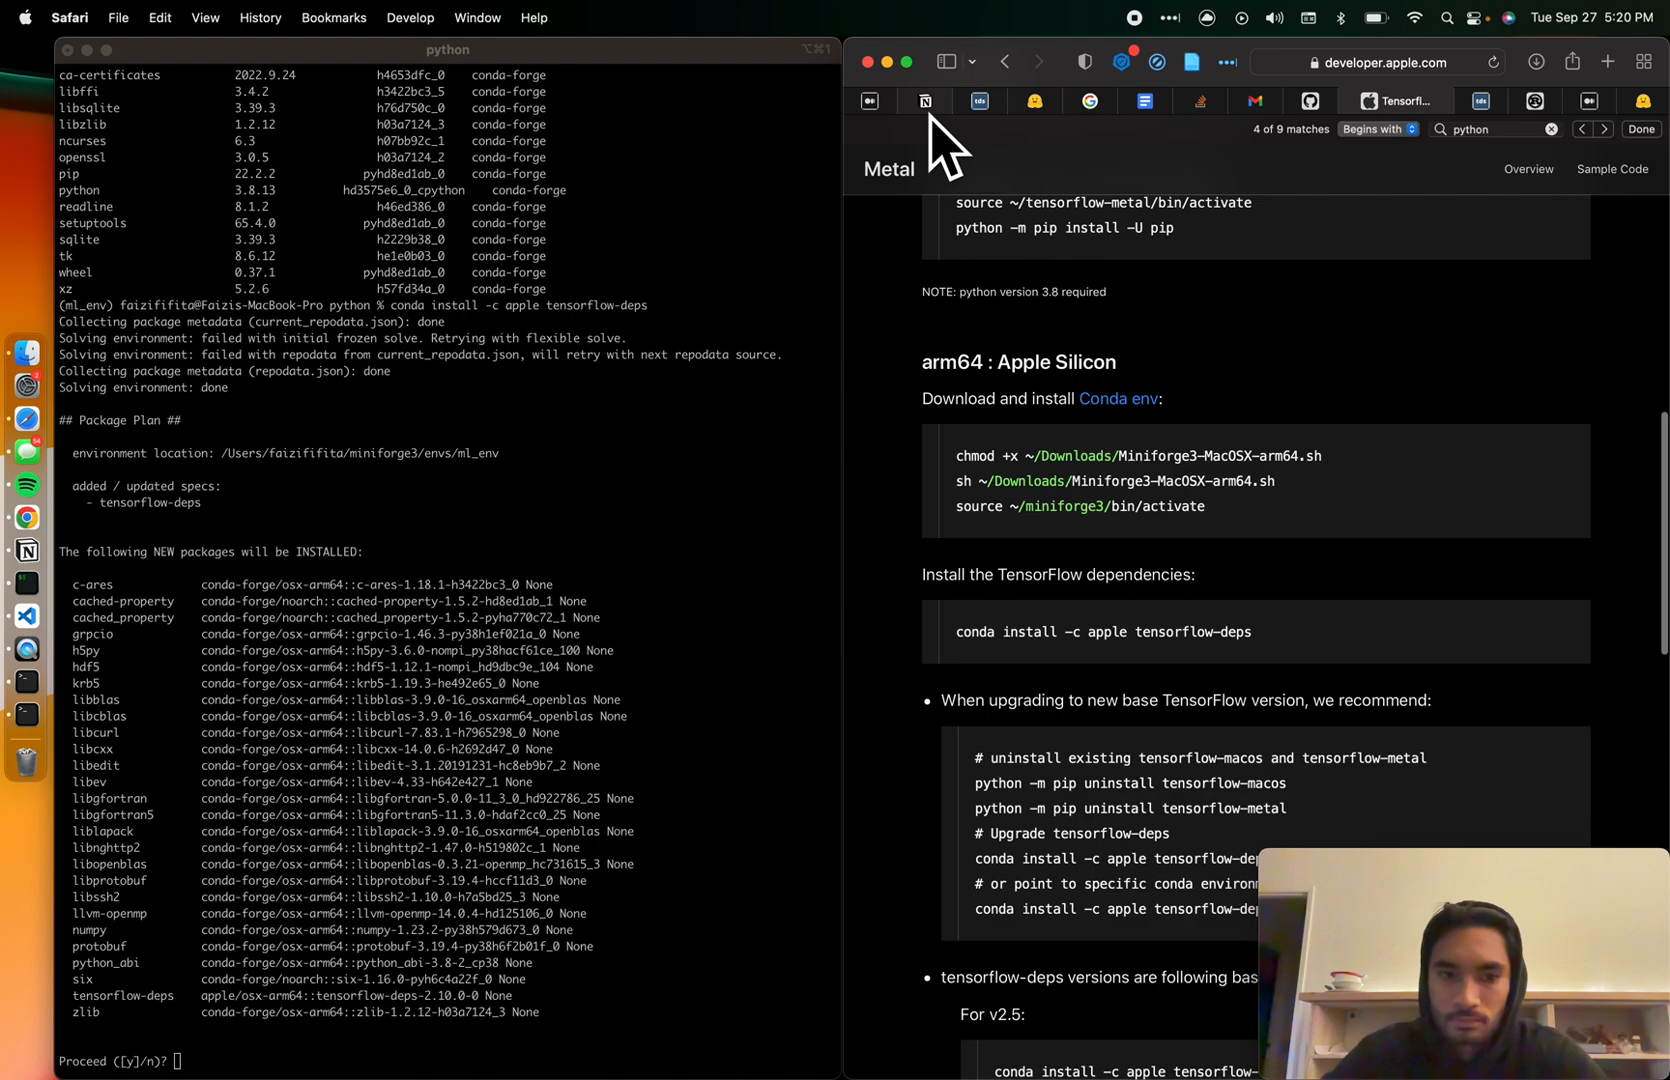 Safari File Edit View History Bookmarks Develop Window Help
Tue Sep 27 5:20 PM
python
⌥⌘1
ca-certificates 2022.9.24 h4653dfc_0 conda-forge
libffi 3.4.2 h3422bc3_5 conda-forge
libsqlite 3.39.3 h76d750c_0 conda-forge
libzlib 1.2.12 h03a7124_3 conda-forge
ncurses 6.3 h07bb92c_1 conda-forge
openssl 3.0.5 h03a7124_2 conda-forge
pip 22.2.2 pyhd8ed1ab_0 conda-forge
python 3.8.13 hd3575e6_0_cpython conda-forge
readline 8.1.2 h46ed386_0 conda-forge
setuptools 65.4.0 pyhd8ed1ab_0 conda-forge
sqlite 3.39.3 h2229b38_0 conda-forge
tk 8.6.12 he1e0b03_0 conda-forge
wheel 0.37.1 pyhd8ed1ab_0 conda-forge
xz 5.2.6 h57fd34a_0 conda-forge
(ml_env) faizififita@Faizis-MacBook-Pro python % conda install -c apple tensorflow-deps
Collecting package metadata (current_repodata.json): done
Solving environment: failed with initial frozen solve. Retrying with flexible solve.
Solving environment: failed with repodata from current_repodata.json, will retry with next repodata source.
Collecting package metadata (repodata.json): done
Solving environment: done
## Package Plan ##
environment location: /Users/faizififita/miniforge3/envs/ml_env
added / updated specs:
- tensorflow-deps
The following NEW packages will be INSTALLED:
c-ares conda-forge/osx-arm64::c-ares-1.18.1-h3422bc3_0 None
cached-property conda-forge/noarch::cached-property-1.5.2-hd8ed1ab_1 None
cached_property conda-forge/noarch::cached_property-1.5.2-pyha770c72_1 None
grpcio conda-forge/osx-arm64::grpcio-1.46.3-py38h1ef021a_0 None
h5py conda-forge/osx-arm64::h5py-3.6.0-nompi_py38hacf61ce_100 None
hdf5 conda-forge/osx-arm64::hdf5-1.12.1-nompi_hd9dbc9e_104 None
krb5 conda-forge/osx-arm64::krb5-1.19.3-he492e65_0 None
libblas conda-forge/osx-arm64::libblas-3.9.0-16_osxarm64_openblas None
libcblas conda-forge/osx-arm64::libcblas-3.9.0-16_osxarm64_openblas None
libcurl conda-forge/osx-arm64::libcurl-7.83.1-h7965298_0 None
libcxx conda-forge/osx-arm64::libcxx-14.0.6-h2692d47_0 None
libedit conda-forge/osx-arm64::libedit-3.1.20191231-hc8eb9b7_2 None
libev conda-forge/osx-arm64::libev-4.33-h642e427_1 None
libgfortran conda-forge/osx-arm64::libgfortran-5.0.0-11_3_0_hd922786_25 None
libgfortran5 conda-forge/osx-arm64::libgfortran5-11.3.0-hdaf2cc0_25 None
liblapack conda-forge/osx-arm64::liblapack-3.9.0-16_osxarm64_openblas None
libnghttp2 conda-forge/osx-arm64::libnghttp2-1.47.0-h519802c_1 None
libopenblas conda-forge/osx-arm64::libopenblas-0.3.21-openmp_hc731615_3 None
libprotobuf conda-forge/osx-arm64::libprotobuf-3.19.4-hccf11d3_0 None
libssh2 conda-forge/osx-arm64::libssh2-1.10.0-h7a5bd25_3 None
llvm-openmp conda-forge/osx-arm64::llvm-openmp-14.0.4-hd125106_0 None
numpy conda-forge/osx-arm64::numpy-1.23.2-py38h579d673_0 None
protobuf conda-forge/osx-arm64::protobuf-3.19.4-py38h6f2b01f_0 None
python_abi conda-forge/osx-arm64::python_abi-3.8-2_cp38 None
six conda-forge/noarch::six-1.16.0-pyh6c4a22f_0 None
tensorflow-deps apple/osx-arm64::tensorflow-deps-2.10.0-0 None
zlib conda-forge/osx-arm64::zlib-1.2.12-h03a7124_3 None
Proceed ([y]/n)?
developer.apple.com
Tensorfl...
4 of 9 matches Begins with python Done
Metal Overview Sample Code
source ~/tensorflow-metal/bin/activate
python -m pip install -U pip
NOTE: python version 3.8 required
arm64 : Apple Silicon
Download and install Conda env:
chmod +x ~/Downloads/Miniforge3-MacOSX-arm64.sh
sh ~/Downloads/Miniforge3-MacOSX-arm64.sh
source ~/miniforge3/bin/activate
Install the TensorFlow dependencies:
conda install -c apple tensorflow-deps
• When upgrading to new base TensorFlow version, we recommend:
# uninstall existing tensorflow-macos and tensorflow-metal
python -m pip uninstall tensorflow-macos
python -m pip uninstall tensorflow-metal
# Upgrade tensorflow-deps
conda install -c apple tensorflow-dep
# or point to specific conda environm
conda install -c apple tensorflow-dep
• tensorflow-deps versions are following bas
For v2.5:
conda install -c apple tensorflow-